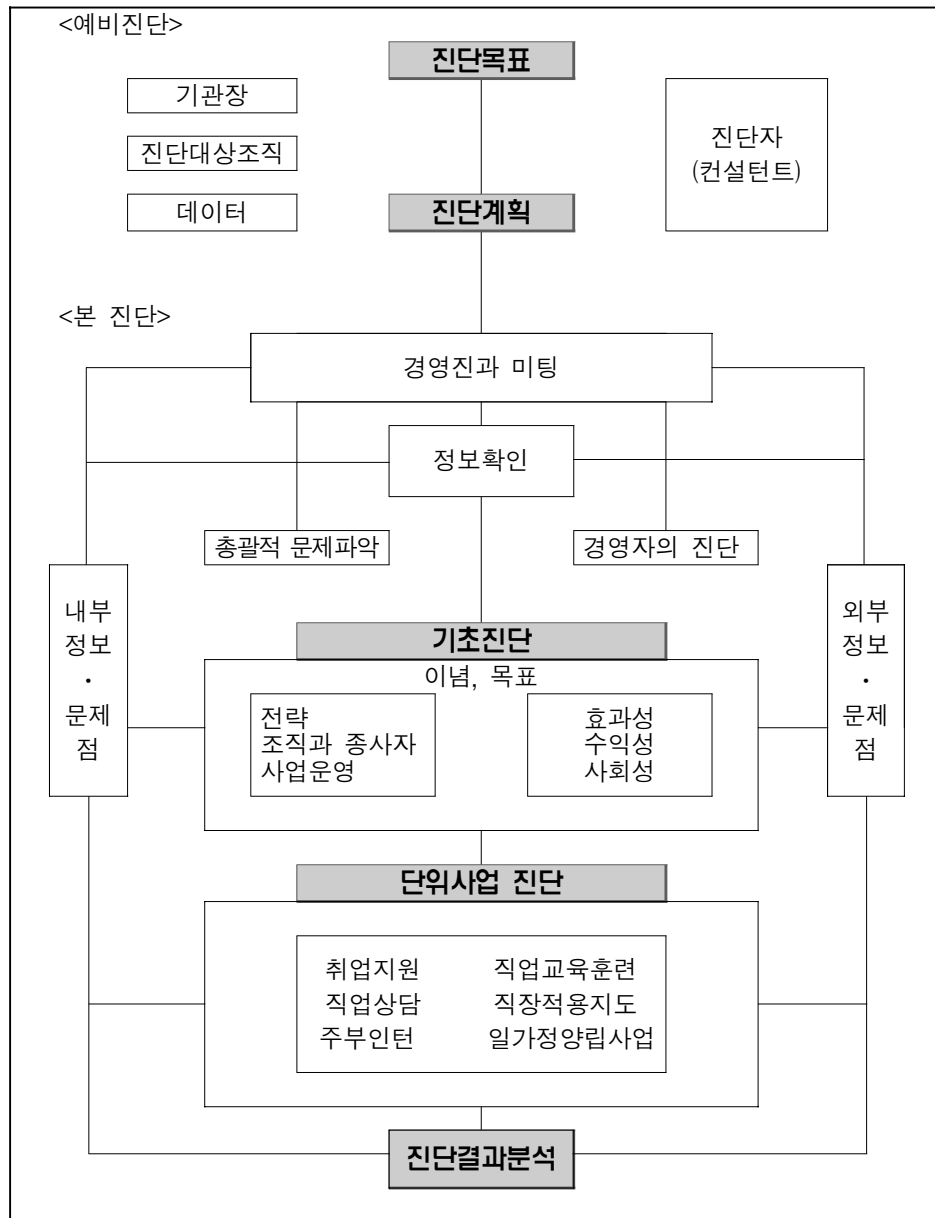 <예비진단>
진단목표
기관장
진단대상조직
데이터
진단자
(컨설턴트)
진단계획
<본 진단>
경영진과 미팅
정보확인
총괄적 문제파악
경영자의 진단
내부
정보
·
문제
점
외부
정보
·
문제
점
기초진단
이념, 목표
전략
조직과 종사자
사업운영
효과성
수익성
사회성
단위사업 진단
취업지원 직업교육훈련
직업상담 직장적용지도
주부인턴 일가정양립사업
진단결과분석